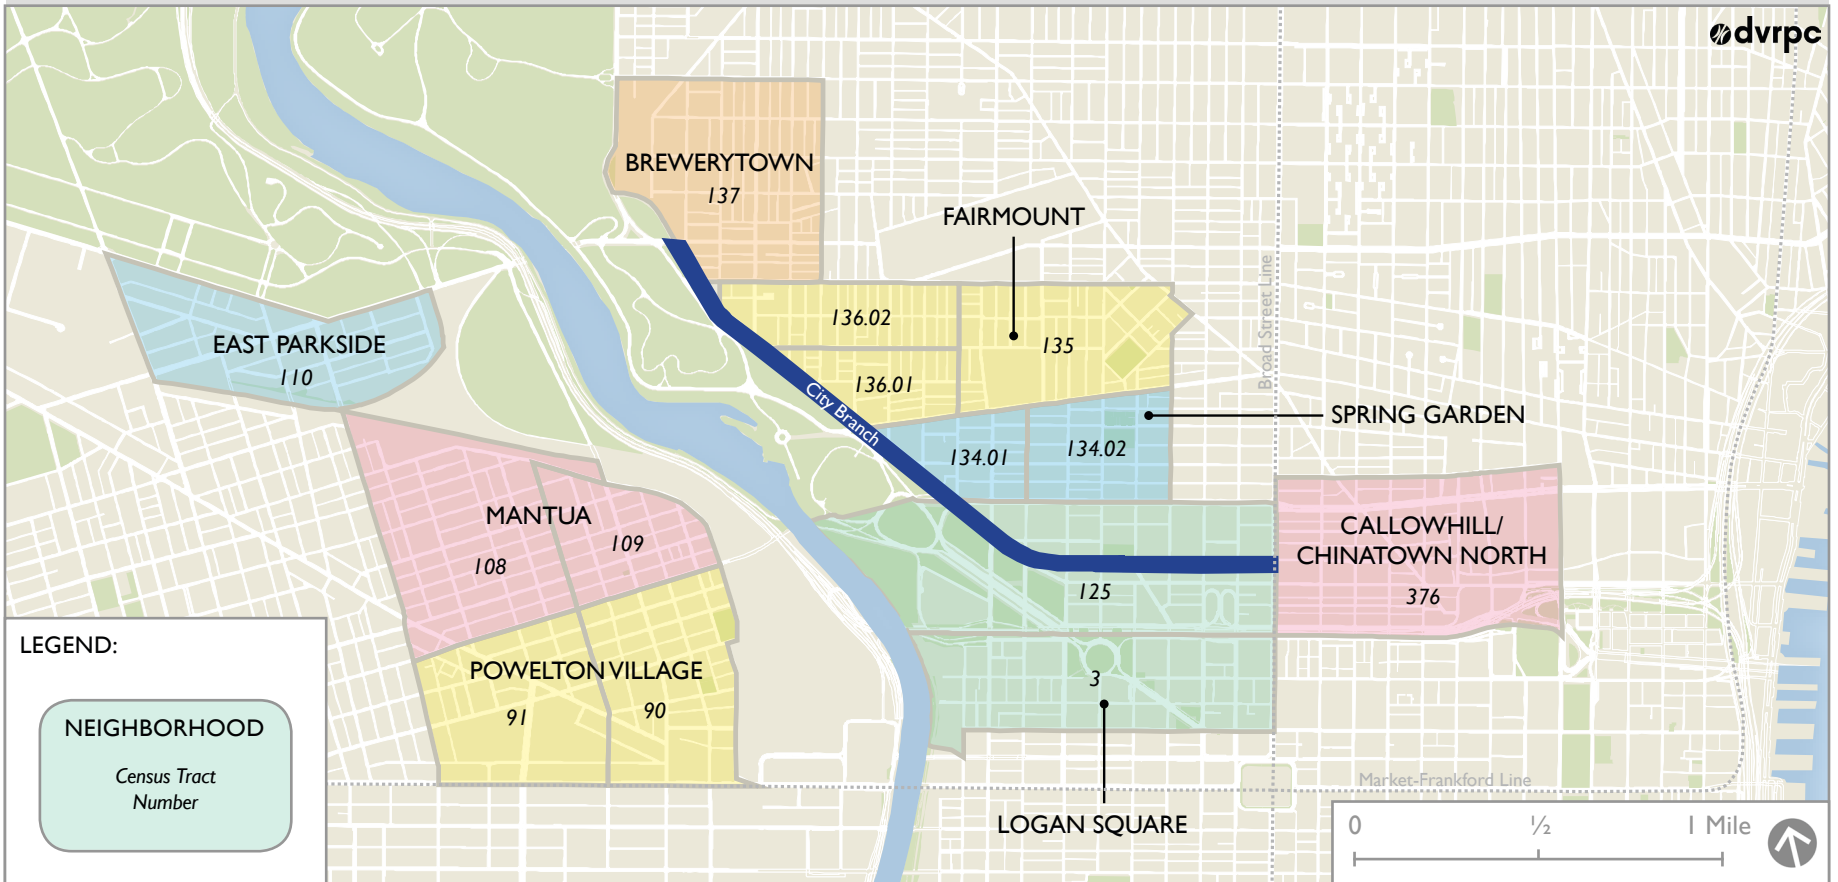 dvrpc
BREWERYTOWN
137
FAIRMOUNT
Broad Street Line
136.02
135
EAST PARKSIDE
110
136.01
City Branch
SPRING GARDEN
134.01
134.02
MANTUA
109
108
CALLOWHILL/
CHINATOWN NORTH
376
125
LEGEND:
NEIGHBORHOOD
Census Tract
Number
POWELTON VILLAGE
91
90
3
Market-Frankford Line
LOGAN SQUARE
0 ½ 1 Mile